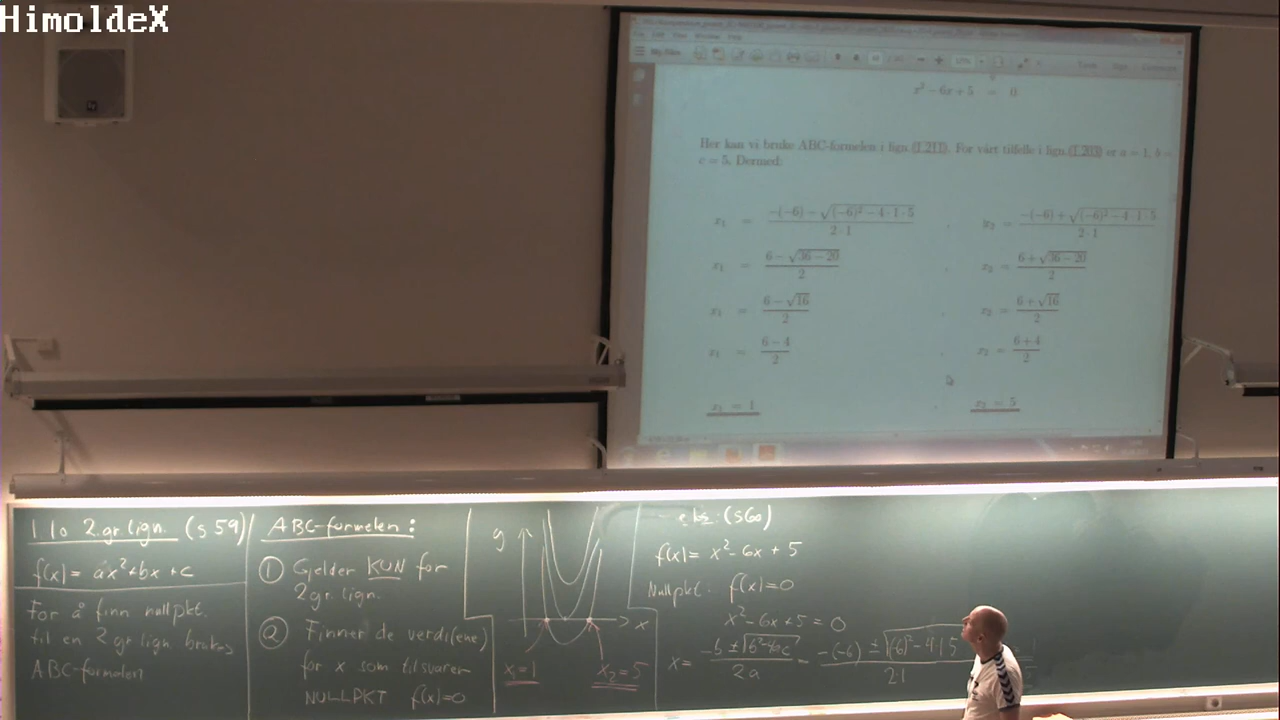 HimoldeX
x² − 6x + 5 = 0
Her kan vi bruke ABC-formelen i lign.(1.211). For vårt tilfelle i lign.(1.203) er a = 1, b =
c = 5. Dermed:
x₁ = −(−6) − √(−6)² − 4 · 1 · 5 / 2 · 1 , x₂ = −(−6) + √(−6)² − 4 · 1 · 5 / 2 · 1
x₁ = 6 − √36 − 20 / 2 , x₂ = 6 + √36 − 20 / 2
x₁ = 6 − √16 / 2 , x₂ = 6 + √16 / 2
x₁ = 6 − 4 / 2 , x₂ = 6 + 4 / 2
x₁ = 1 x₂ = 5
1.10 2.gr lign. (s 59)
f(x) = ax²+bx+c
For å finn nullpkt.
til en 2 gr lign. brukes
ABC-formelen
ABC-formelen:
① Gjelder KUN for
2gr. lign.
② Finner de verdi(ene)
for x som tilsvarer
NULLPKT f(x)=0
y
x
x₁=1 x₂=5
eks: (s60)
f(x) = x² - 6x + 5
Nullpkt: f(x)=0
x² - 6x + 5 = 0
x = -b ± √b²-4ac / 2a = -(-6) ± √(-6)² - 4·1·5 / 2·1